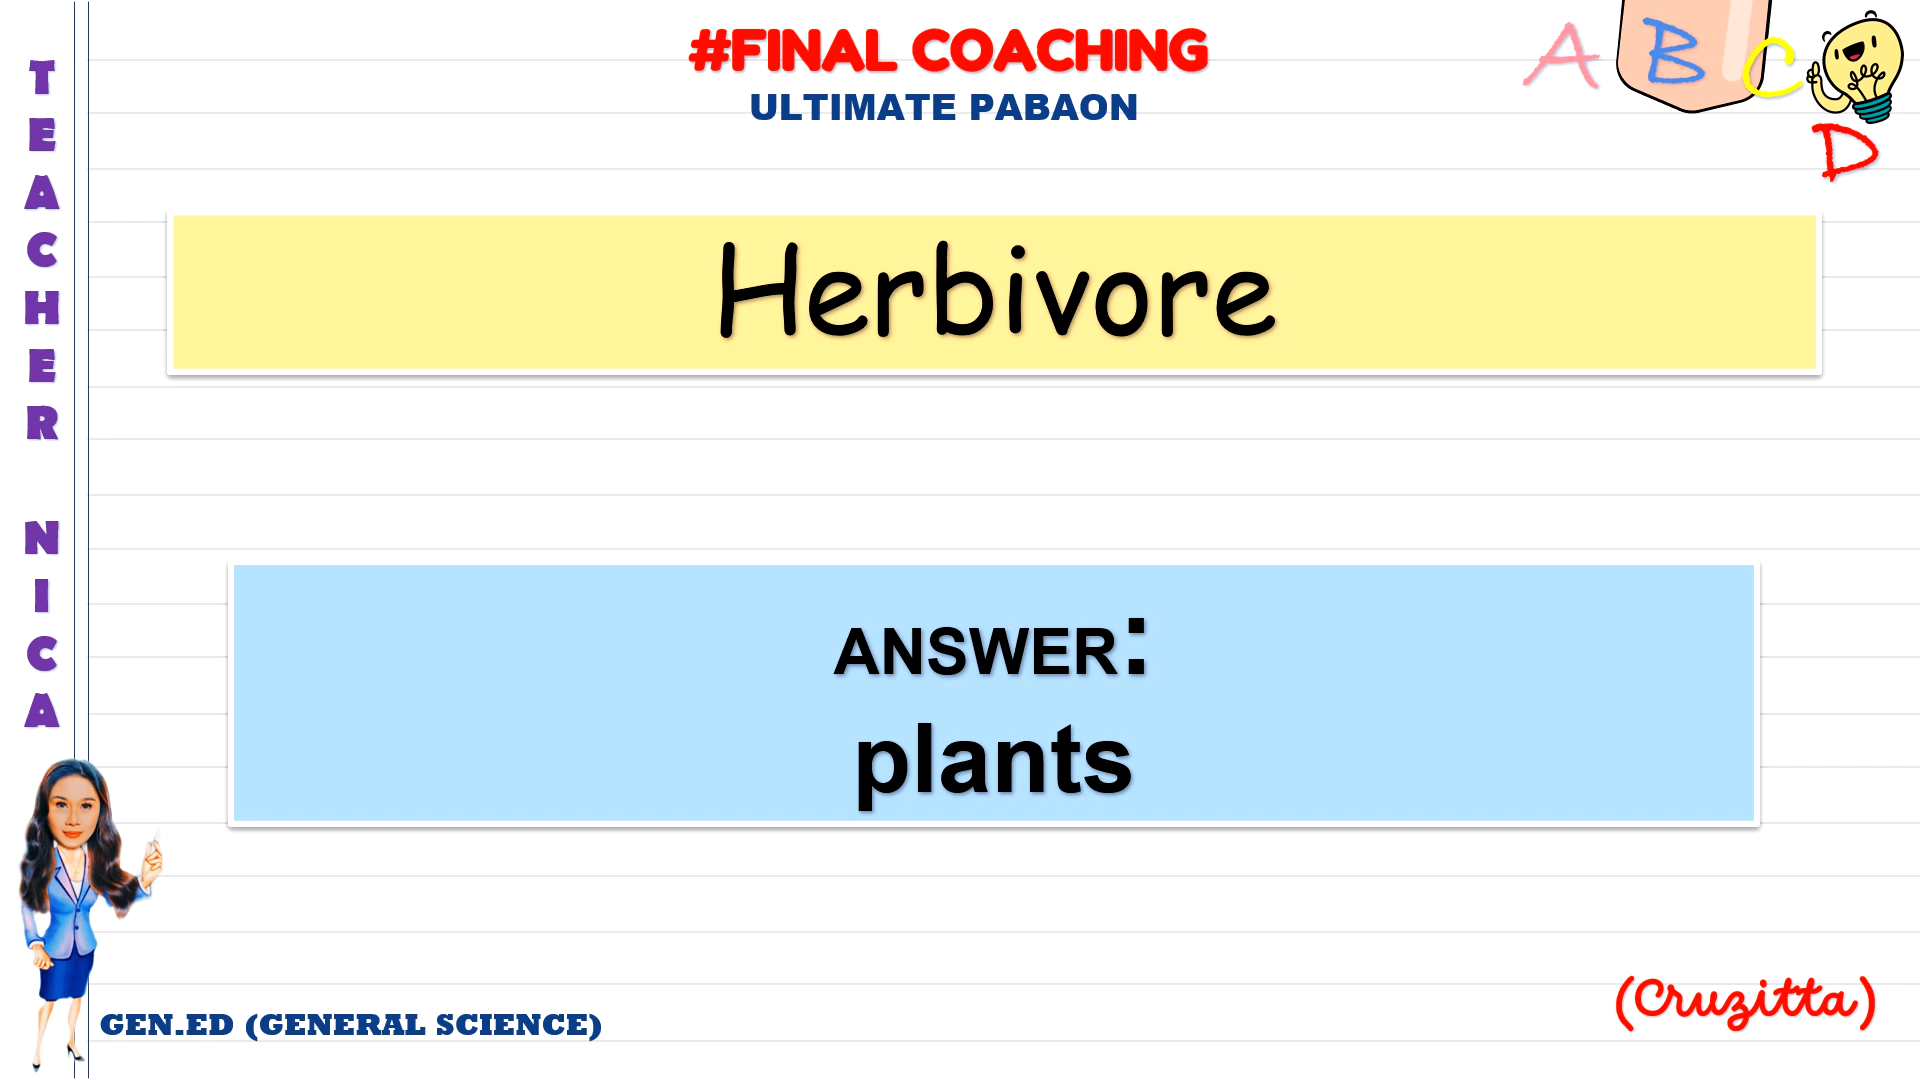 #FINAL COACHING
ULTIMATE PABAON
A B C
D
TEACHER NICA
Herbivore
ANSWER:
plants
GEN.ED (GENERAL SCIENCE)
(Cruzitta)